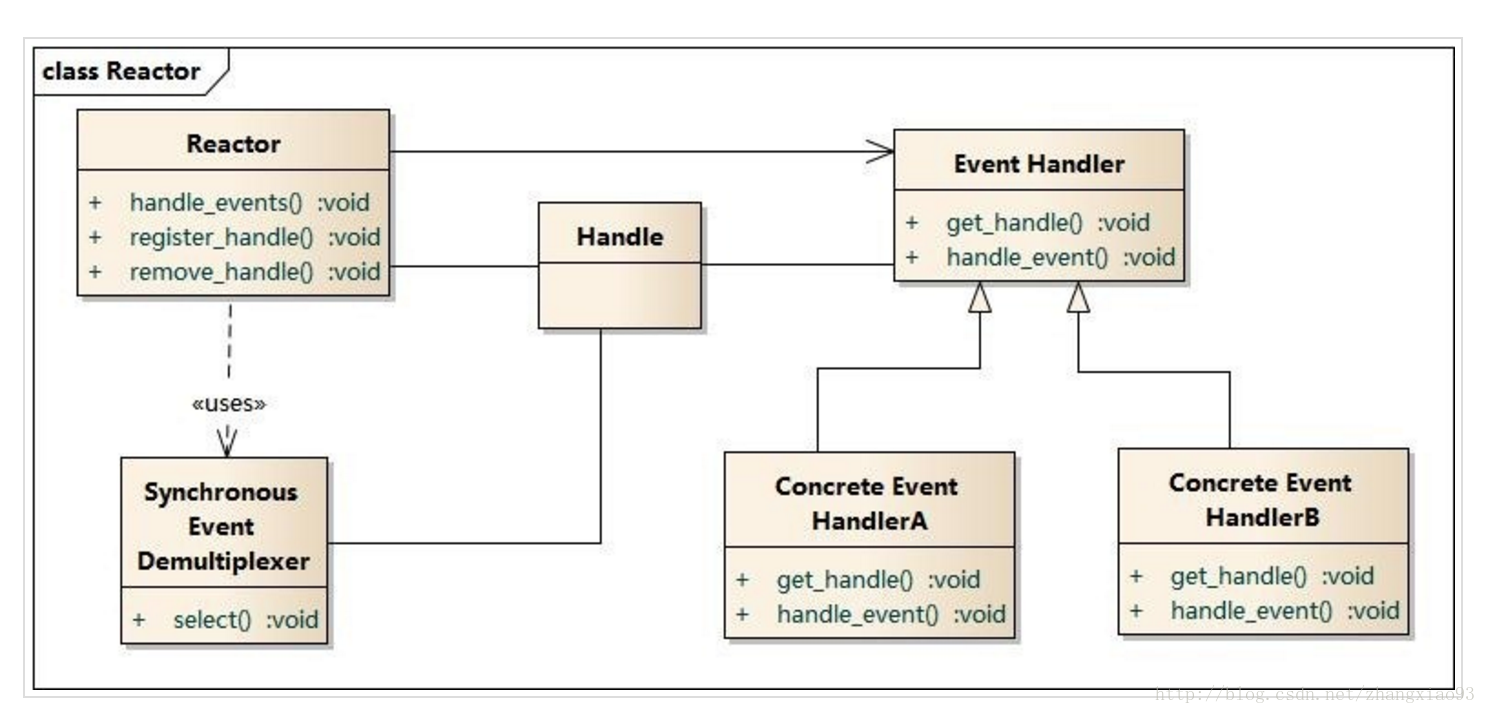 class Reactor
Reactor
+ handle_events() :void
+ register_handle() :void
+ remove_handle() :void
Handle
Event Handler
+ get_handle() :void
+ handle_event() :void
«uses»
Synchronous
Event
Demultiplexer
+ select() :void
Concrete Event
HandlerA
+ get_handle() :void
+ handle_event() :void
Concrete Event
HandlerB
+ get_handle() :void
+ handle_event() :void
http://blog.csdn.net/zhangxiao93